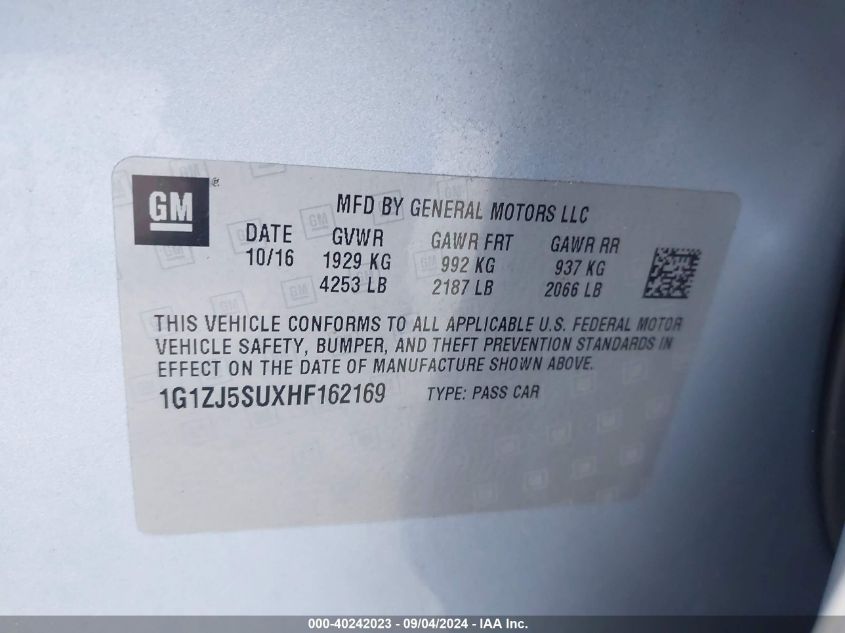 GM®
MFD BY GENERAL MOTORS LLC
DATE GVWR GAWR FRT GAWR RR
10/16 1929 KG 992 KG 937 KG
4253 LB 2187 LB 2066 LB
THIS VEHICLE CONFORMS TO ALL APPLICABLE U.S. FEDERAL MOTOR
VEHICLE SAFETY, BUMPER, AND THEFT PREVENTION STANDARDS IN
EFFECT ON THE DATE OF MANUFACTURE SHOWN ABOVE.
1G1ZJ5SUXHF162169 TYPE: PASS CAR
000-40242023 - 09/04/2024 - IAA Inc.